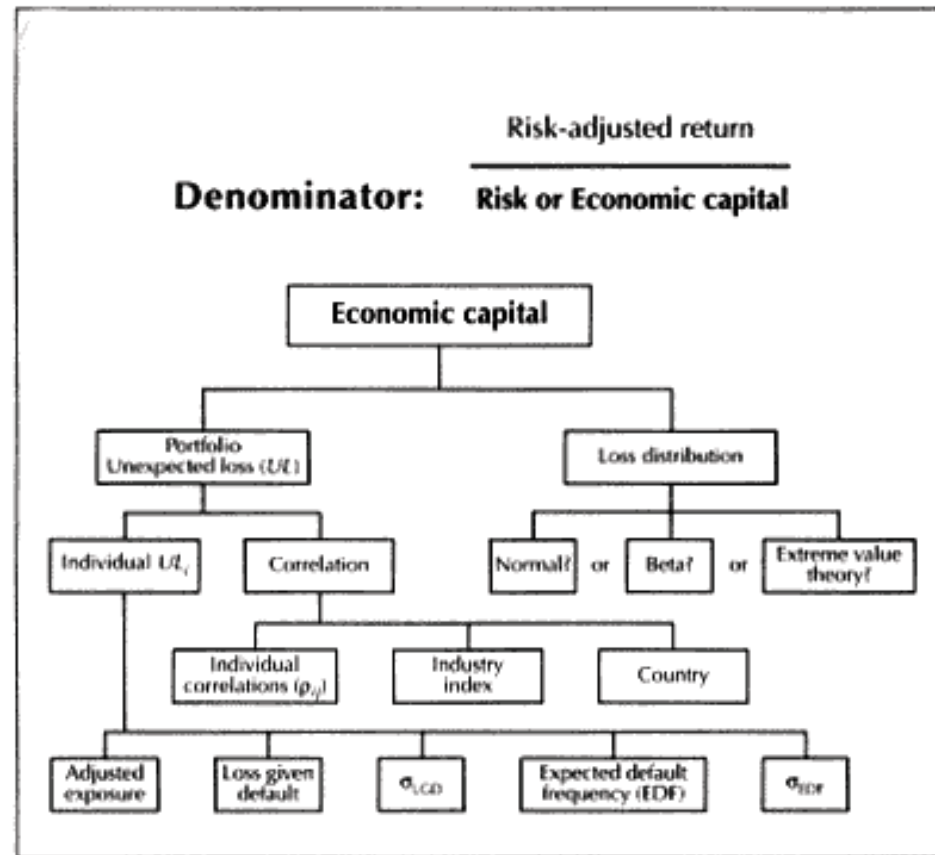 Risk-adjusted return
Denominator: Risk or Economic capital
Economic capital
Portfolio
Unexpected loss (UL)
Loss distribution
Individual ULᵢ
Correlation
Normal? or Beta? or Extreme value
theory?
Individual
correlations (ρᵢⱼ)
Industry
index
Country
Adjusted
exposure
Loss given
default
σLGD
Expected default
frequency (EDF)
σEDF